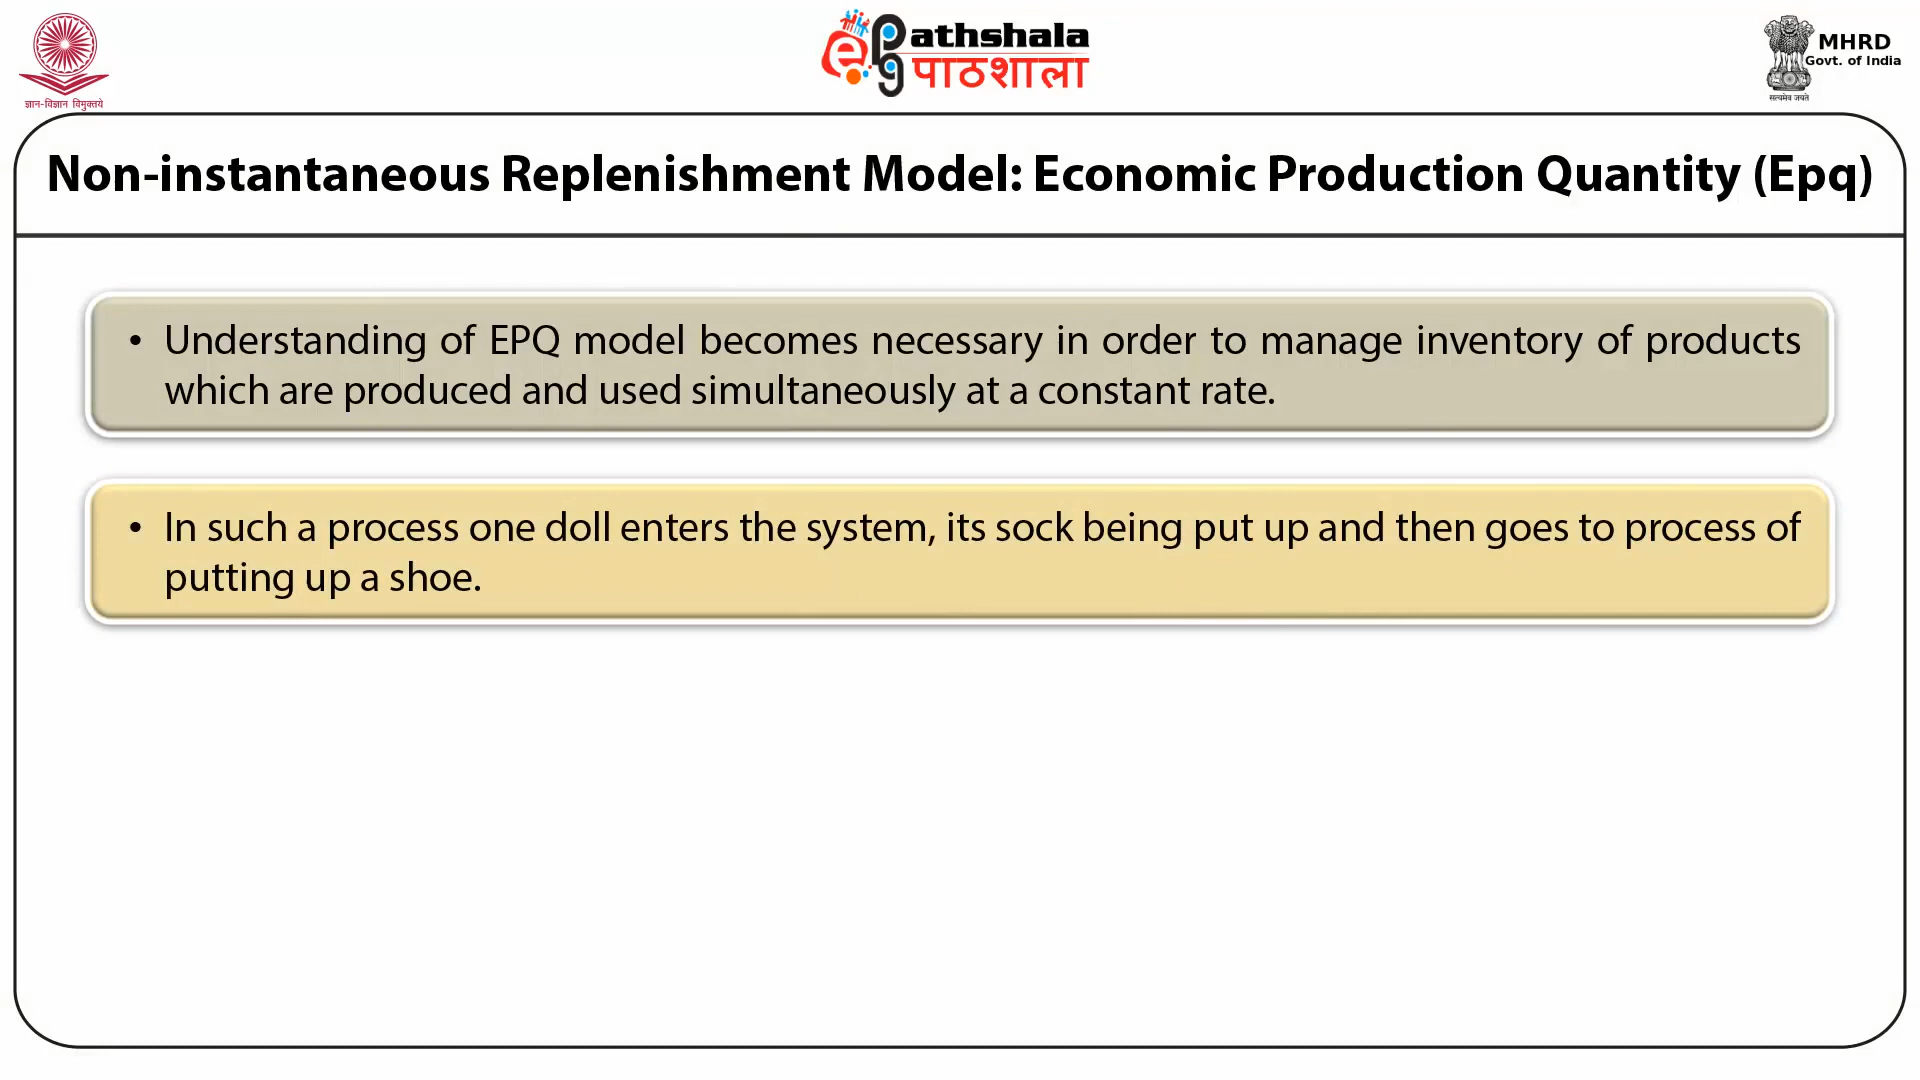 ज्ञान-विज्ञान विमुक्तये
ePathshala
पाठशाला
MHRD
Govt. of India
सत्यमेव जयते
Non-instantaneous Replenishment Model: Economic Production Quantity (Epq)
• Understanding of EPQ model becomes necessary in order to manage inventory of products
which are produced and used simultaneously at a constant rate.
• In such a process one doll enters the system, its sock being put up and then goes to process of
putting up a shoe.